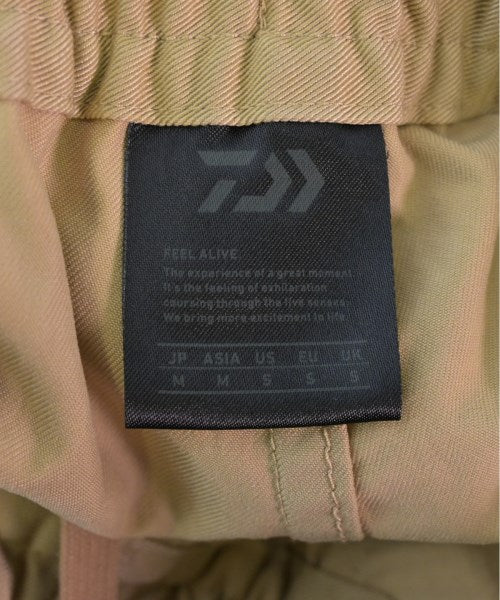 FEEL ALIVE
The experience of a great moment.
It's the feeling of exhilaration
coursing through the five senses.
We bring more excitement to life.
JP ASIA US EU UK
M M S S S